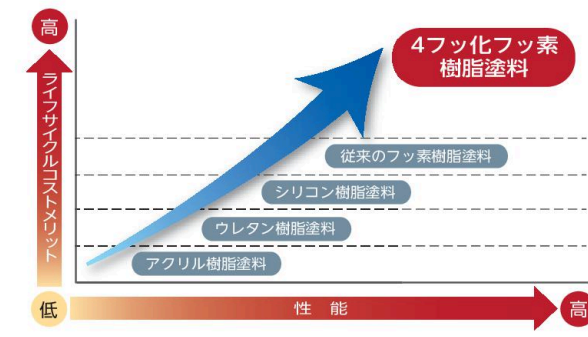 高
4フッ化フッ素
樹脂塗料
ライフサイクルコストメリット
従来のフッ素樹脂塗料
シリコン樹脂塗料
ウレタン樹脂塗料
アクリル樹脂塗料
低
性 能
高